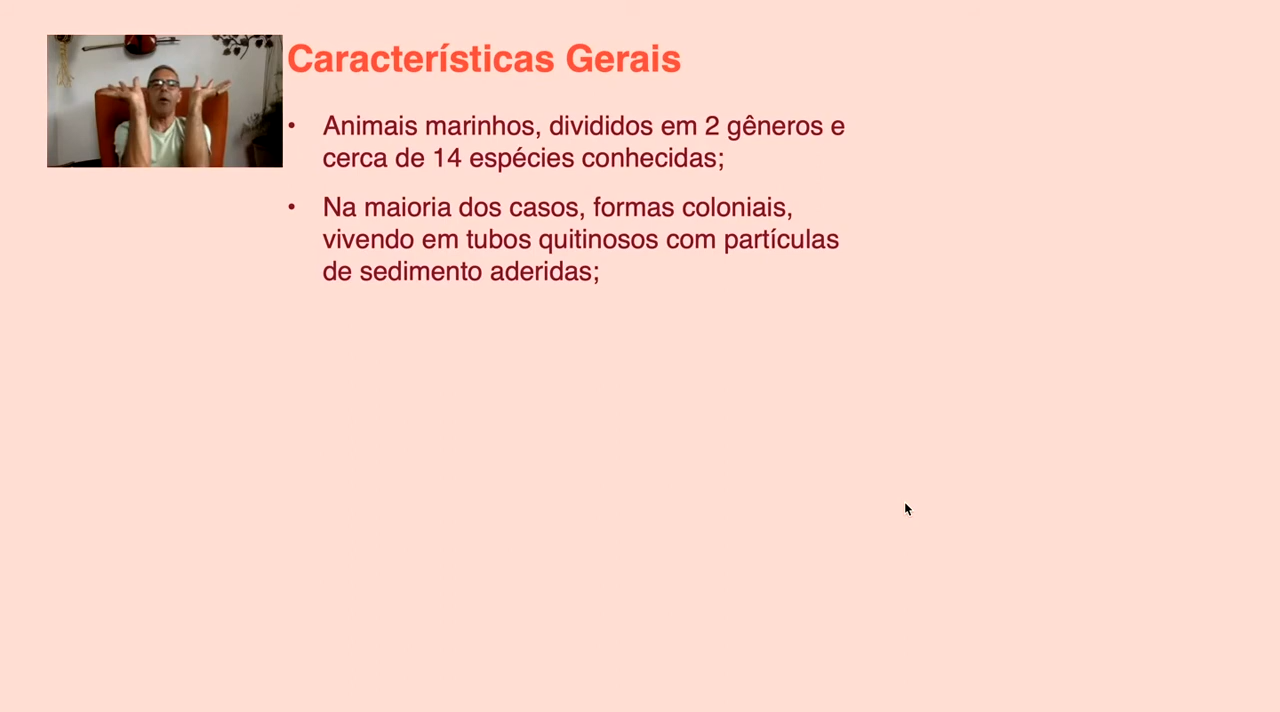 Características Gerais
• Animais marinhos, divididos em 2 gêneros e
cerca de 14 espécies conhecidas;
• Na maioria dos casos, formas coloniais,
vivendo em tubos quitinosos com partículas
de sedimento aderidas;